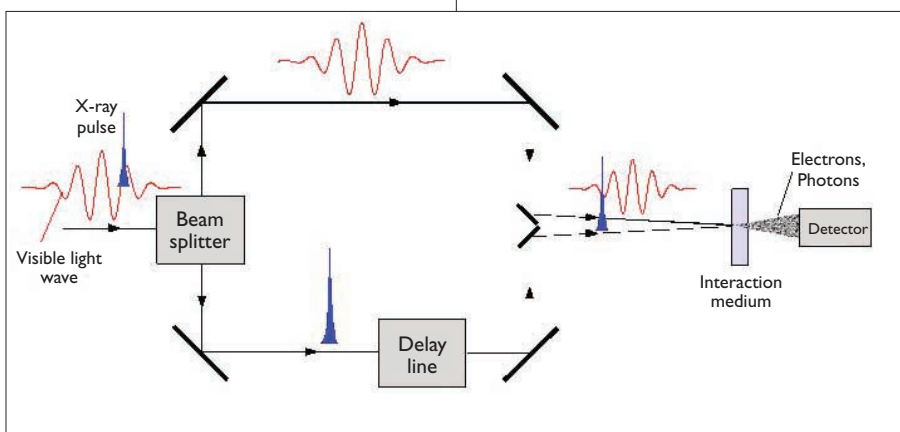 X-ray
pulse
Visible light
wave
Beam
splitter
Delay
line
Electrons,
Photons
Detector
Interaction
medium